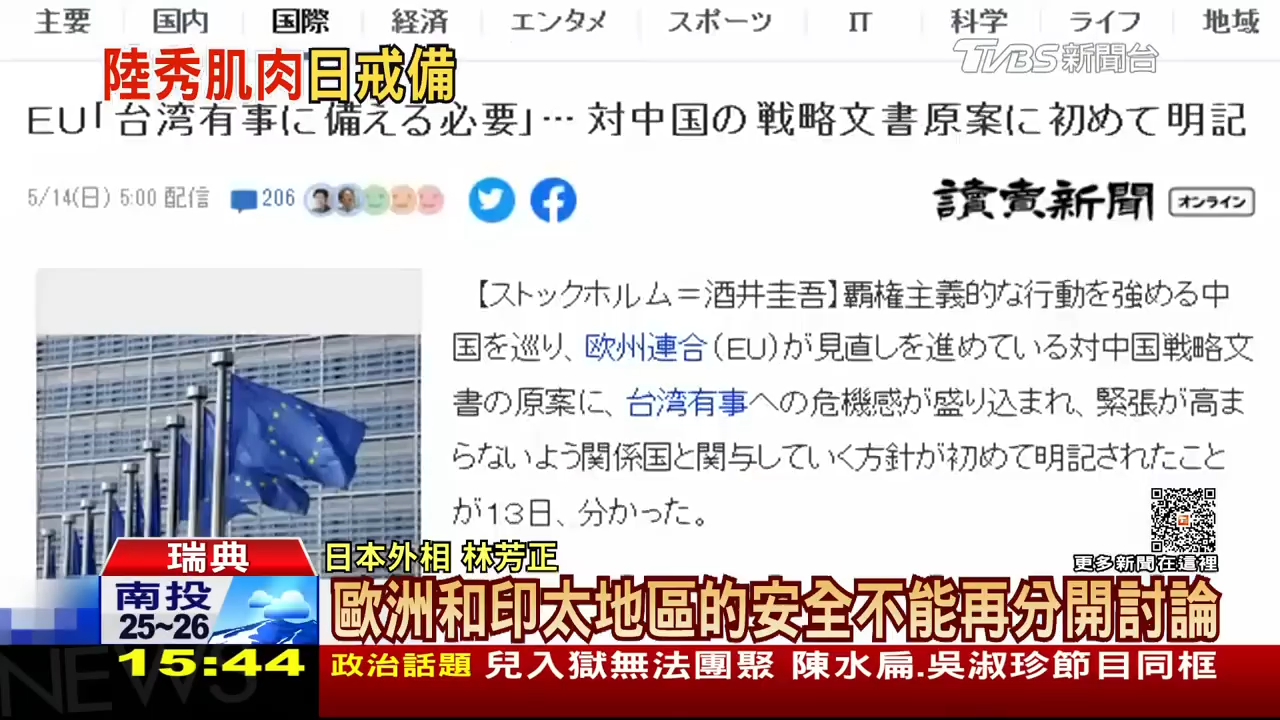 主要 国内 国際 経済 エンタメ スポーツ IT 科学 ライフ 地域
TVBS新聞台
陸秀肌肉日戒備
EU「台湾有事に備える必要」… 対中国の戦略文書原案に初めて明記
5/14(日) 5:00 配信 206
讀賣新聞 オンライン
【ストックホルム＝酒井圭吾】覇権主義的な行動を強める中
国を巡り、欧州連合（EU）が見直しを進めている対中国戦略文
書の原案に、台湾有事への危機感が盛り込まれ、緊張が高ま
らないよう関係国と関与していく方針が初めて明記されたこと
が13日、分かった。
更多新聞在這裡
瑞典
日本外相 林芳正
南投
25~26
歐洲和印太地區的安全不能再分開討論
NEWS
15:44
政治話題 兒入獄無法團聚 陳水扁.吳淑珍節目同框